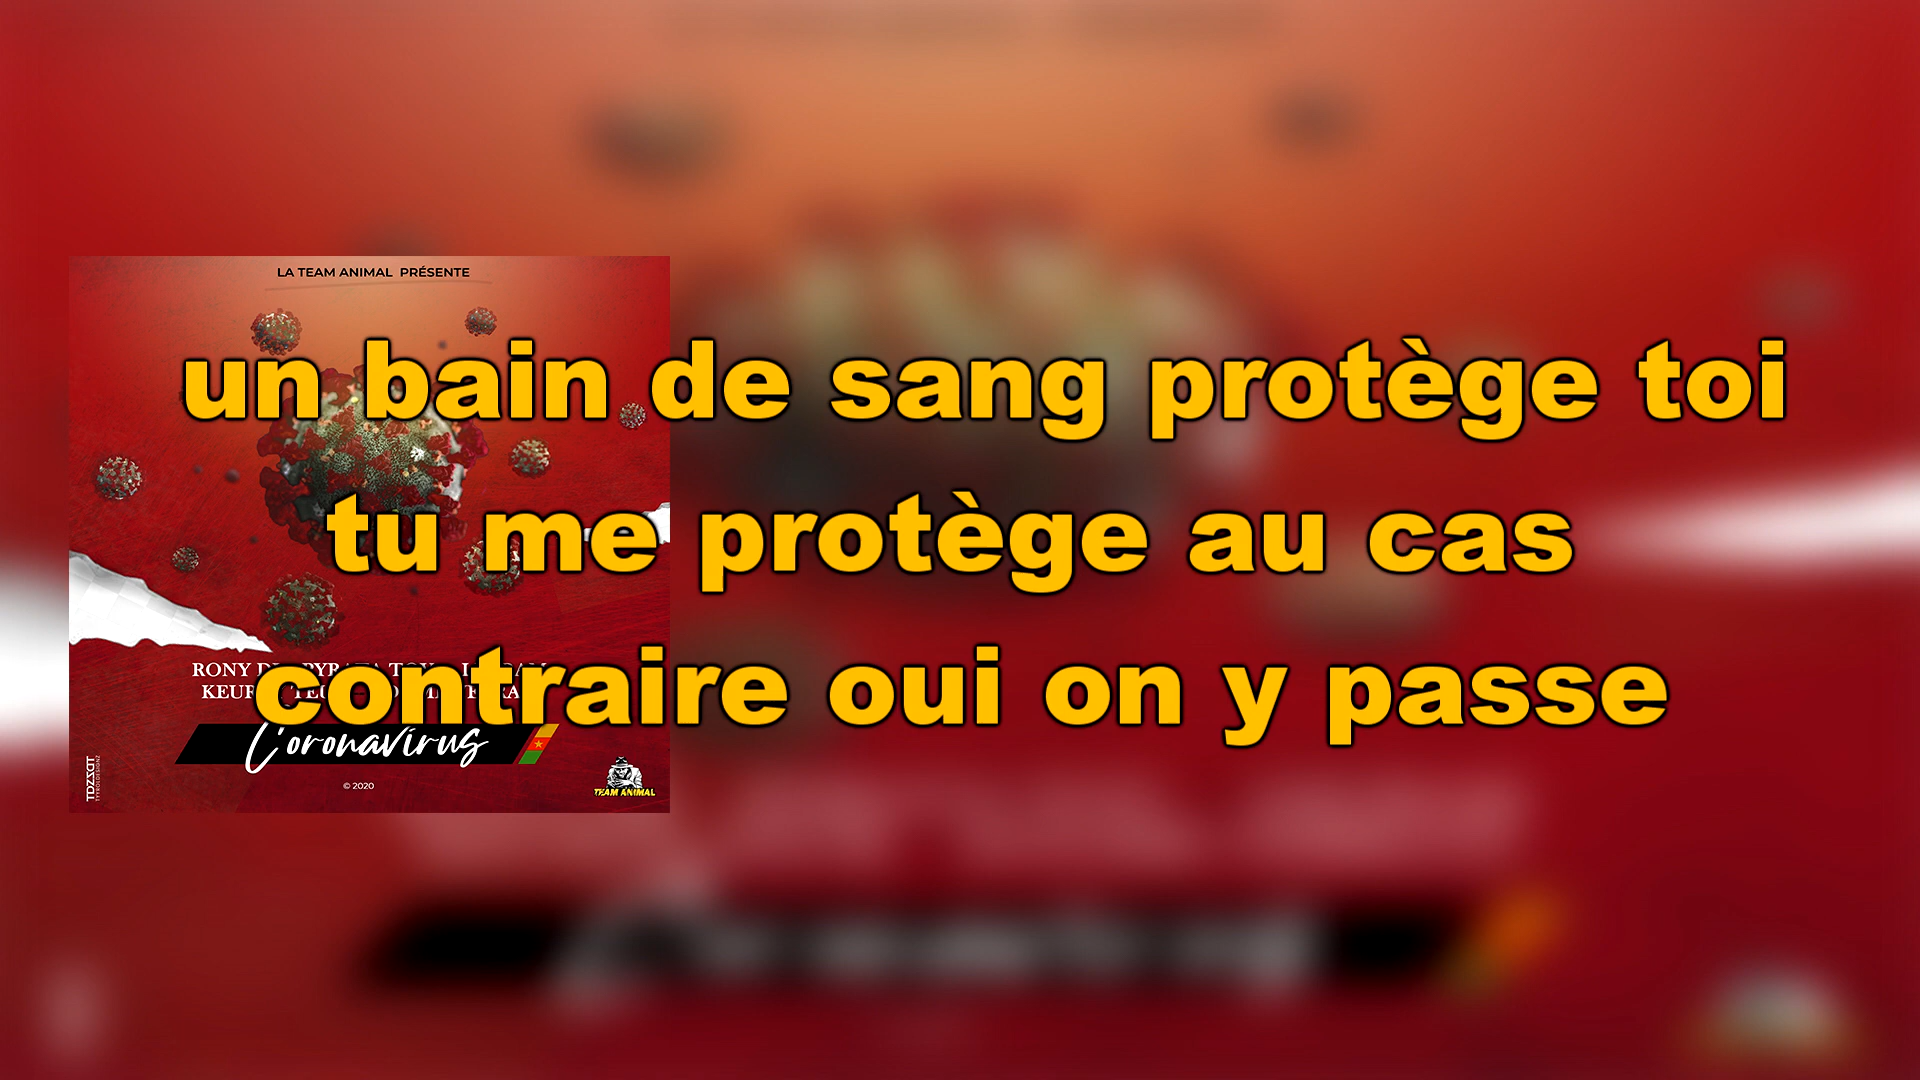 LA TEAM ANIMAL PRÉSENTE
un bain de sang protège toi
tu me protège au cas
contraire oui on y passe
RONY
KEUR
Coronavirus
© 2020
TEAM ANIMAL